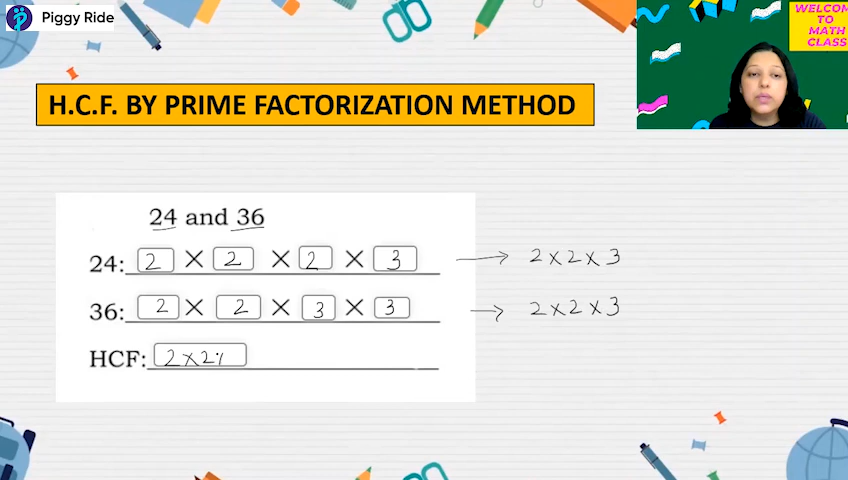 Piggy Ride
WELCOM
TO
MATH
CLASS
H.C.F. BY PRIME FACTORIZATION METHOD
24 and 36
24: 2 × 2 × 2 × 3 → 2 × 2 × 3
36: 2 × 2 × 3 × 3 → 2 × 2 × 3
HCF: 2 × 2